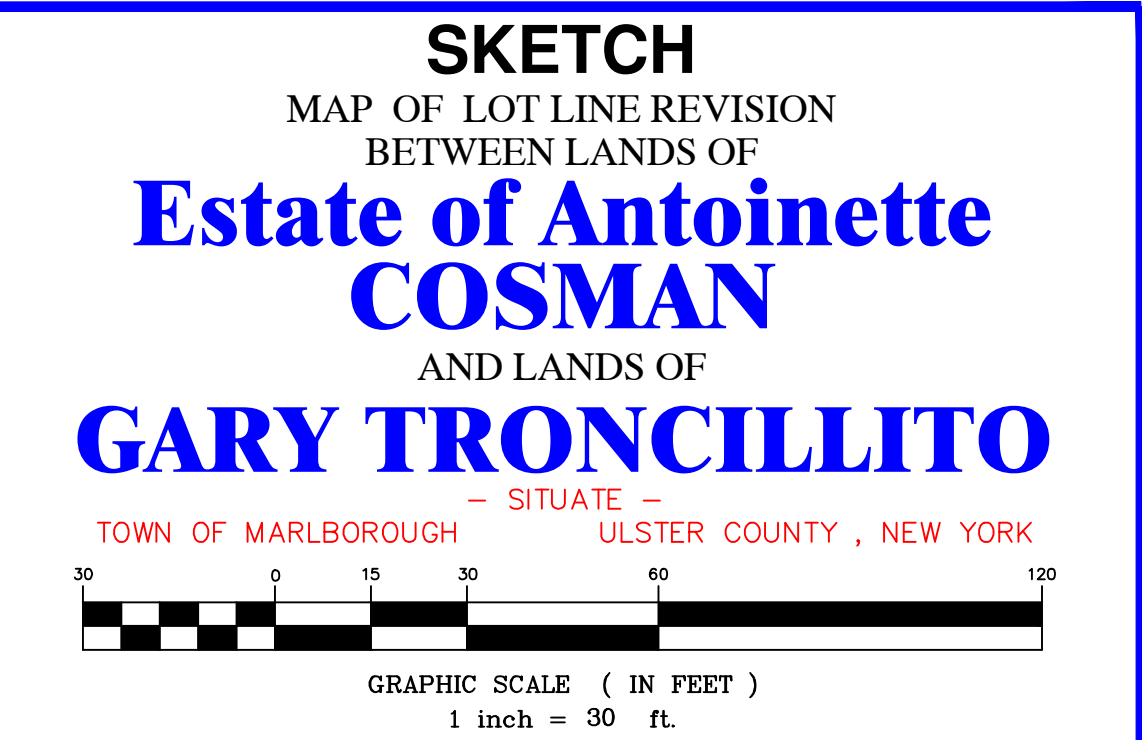 SKETCH
MAP OF LOT LINE REVISION
BETWEEN LANDS OF
Estate of Antoinette
COSMAN
AND LANDS OF
GARY TRONCILLITO
– SITUATE –
TOWN OF MARLBOROUGH ULSTER COUNTY , NEW YORK
30 0 15 30 60 120
GRAPHIC SCALE ( IN FEET )
1 inch = 30 ft.